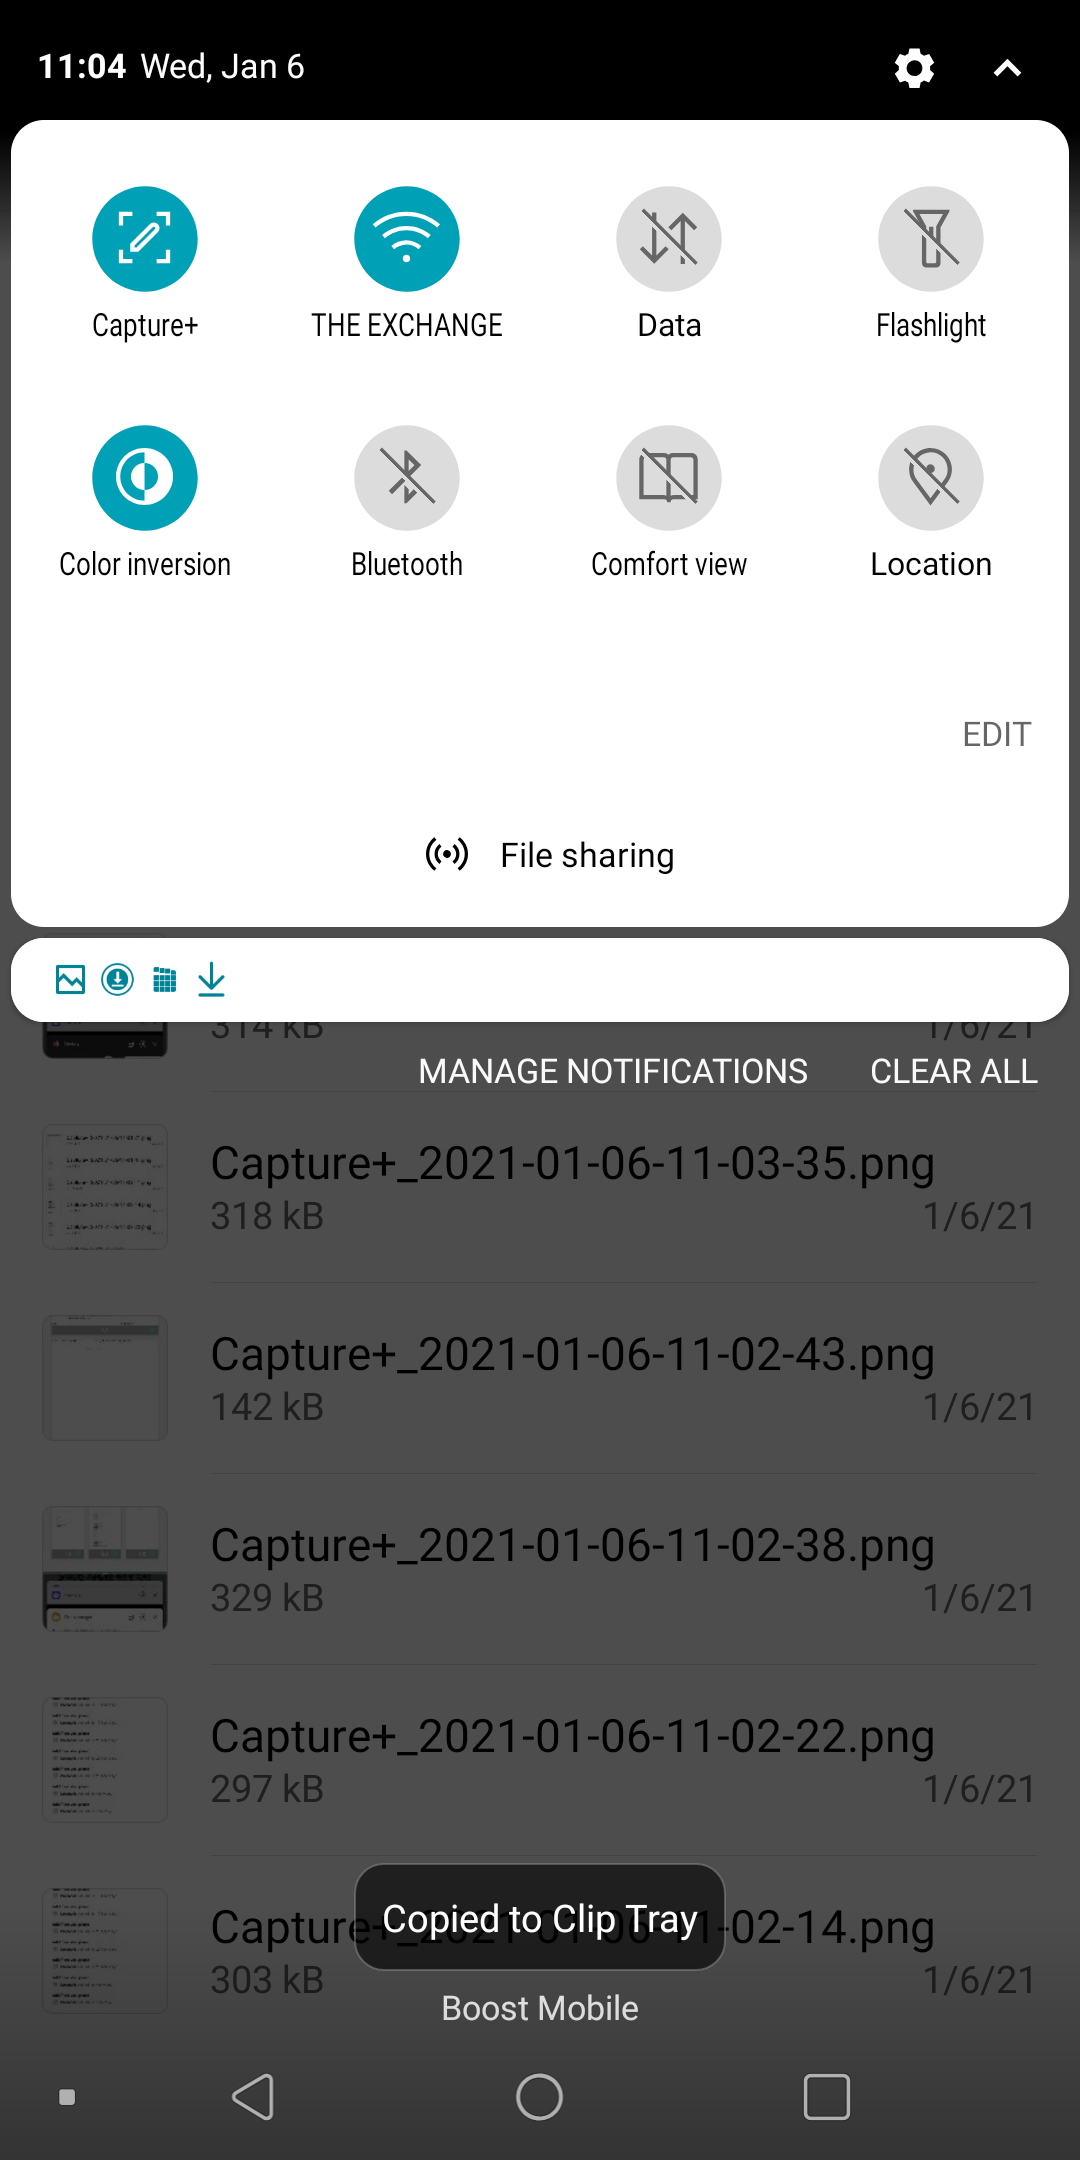 11:04 Wed, Jan 6
Capture+ THE EXCHANGE Data Flashlight
Color inversion Bluetooth Comfort view Location
EDIT
File sharing
314 kB 1/6/21
MANAGE NOTIFICATIONS CLEAR ALL
Capture+_2021-01-06-11-03-35.png
318 kB 1/6/21
Capture+_2021-01-06-11-02-43.png
142 kB 1/6/21
Capture+_2021-01-06-11-02-38.png
329 kB 1/6/21
Capture+_2021-01-06-11-02-22.png
297 kB 1/6/21
Capture+_2021-01-06-11-02-14.png
Copied to Clip Tray
303 kB 1/6/21
Boost Mobile